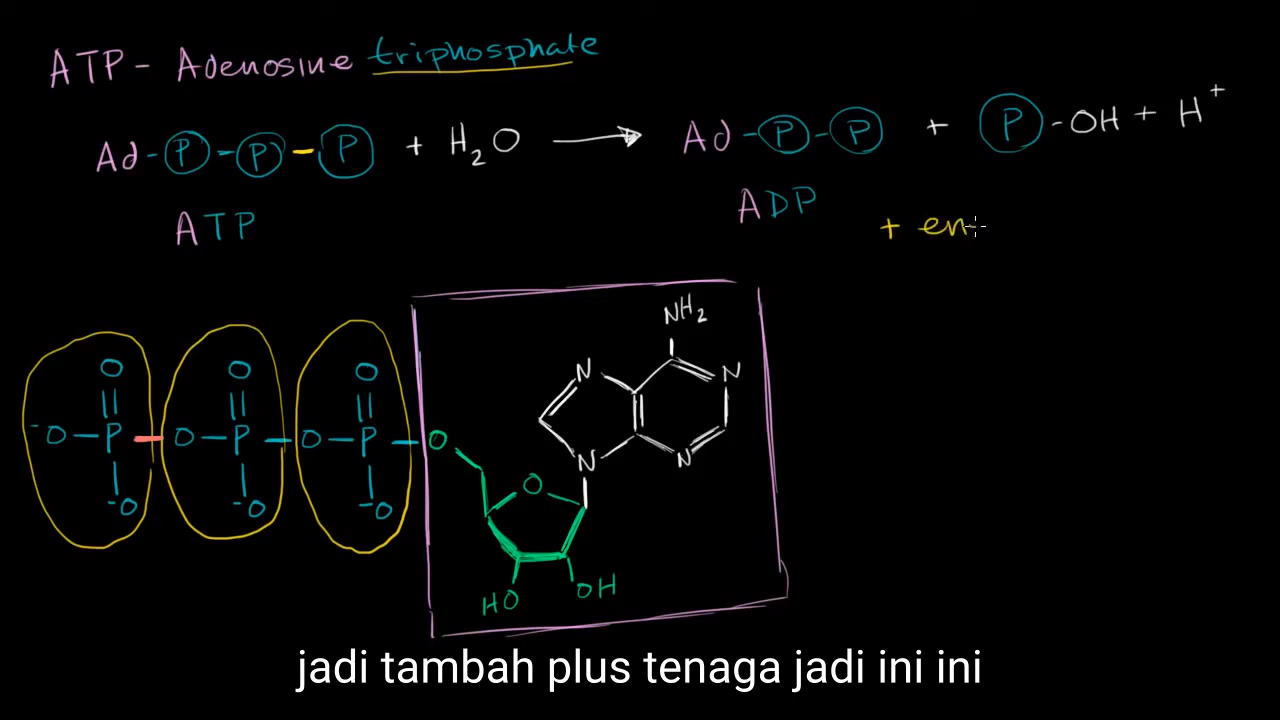 ATP - Adenosine triphosphate
Ad - P - P - P + H₂O → Ad - P - P + P - OH + H⁺
ATP
ADP
+ en
NH₂
O O O
N N
⁻O - P - O - P - O - P - O
N N
O
⁻O ⁻O ⁻O
HO OH
jadi tambah plus tenaga jadi ini ini